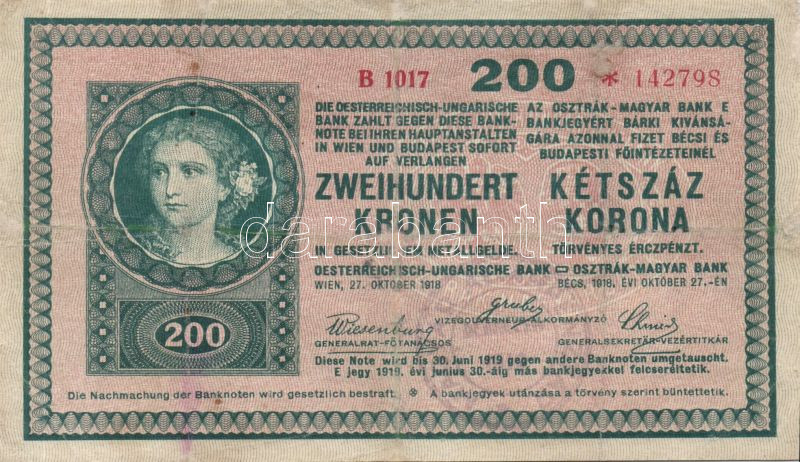 B 1017 200 * 142798
DIE OESTERREICHISCH-UNGARISCHE
BANK ZAHLT GEGEN DIESE BANK-
NOTE BEI IHREN HAUPTANSTALTEN
IN WIEN UND BUDAPEST SOFORT
AUF VERLANGEN
AZ OSZTRÁK-MAGYAR BANK E
BANKJEGYÉRT BÁRKI KIVÁNSÁ-
GÁRA AZONNAL FIZET BÉCSI ÉS
BUDAPESTI FŐINTÉZETEINÉL
ZWEIHUNDERT
KRONEN
KÉTSZÁZ
KORONA
darabanth
IN GESETZLICHEM METALLGELDE.
TÖRVÉNYES ÉRCZPÉNZT.
OESTERREICHISCH-UNGARISCHE BANK
OSZTRÁK-MAGYAR BANK
WIEN, 27. OKTOBER 1918
BÉCS, 1918. ÉVI OKTÓBER 27.-ÉN
Gruber
VIZEGOUVERNEUR-ALKORMÁNYZÓ
Wiesenburg
GENERALRAT-FŐTANÁCSOS
Schmid
GENERALSEKRETÄR-VEZÉRTITKÁR
200
Diese Note wird bis 30. Juni 1919 gegen andere Banknoten umgetauscht.
E jegy 1919. évi junius 30.-áig más bankjegyekkel felcseréltetik.
Die Nachmachung der Banknoten wird gesetzlich bestraft. * A bankjegyek utánzása a törvény szerint büntettetik.